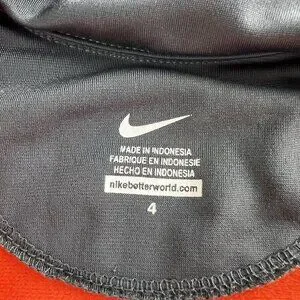 MADE IN INDONESIA
FABRIQUE EN INDONESIE
HECHO EN INDONESIA
nikebetterworld.com
4